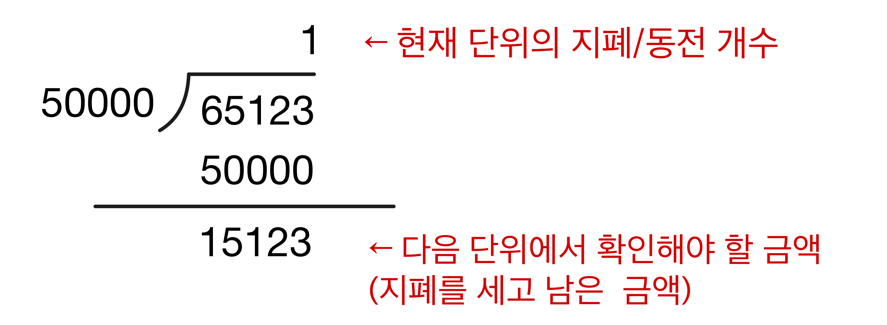 1 ← 현재 단위의 지폐/동전 개수
50000 65123
50000
15123 ← 다음 단위에서 확인해야 할 금액
(지폐를 세고 남은 금액)